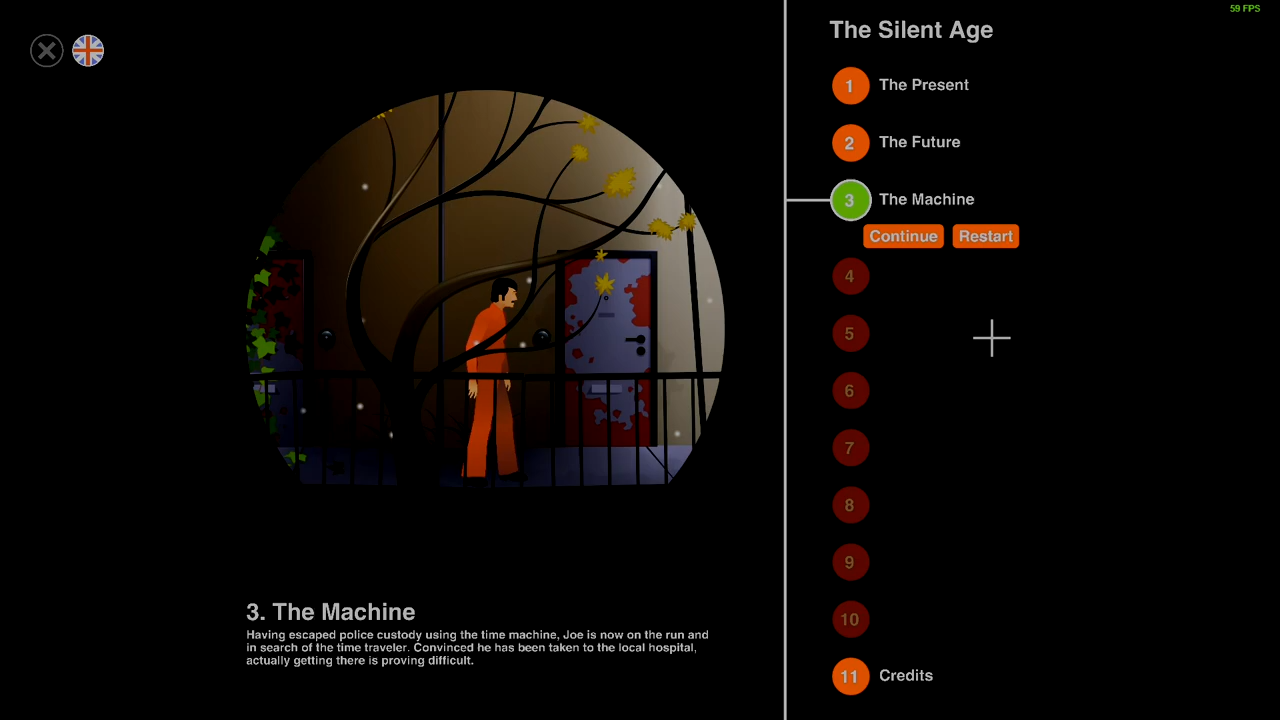 59 FPS
The Silent Age
1 The Present
2 The Future
3 The Machine
Continue Restart
4
5
6
7
8
9
10
11 Credits
3. The Machine
Having escaped police custody using the time machine, Joe is now on the run and
in search of the time traveler. Convinced he has been taken to the local hospital,
actually getting there is proving difficult.